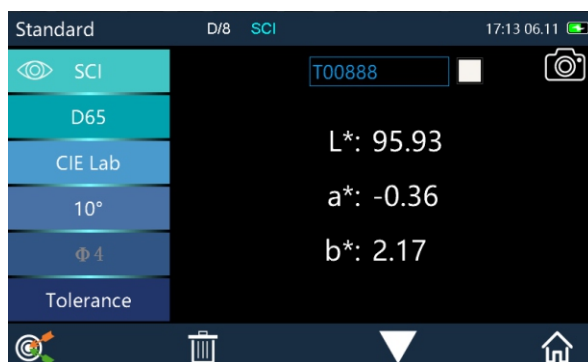 Standard D/8 SCI 17:13 06.11
SCI
T00888
D65
L*: 95.93
CIE Lab
a*: -0.36
10°
Φ4
b*: 2.17
Tolerance